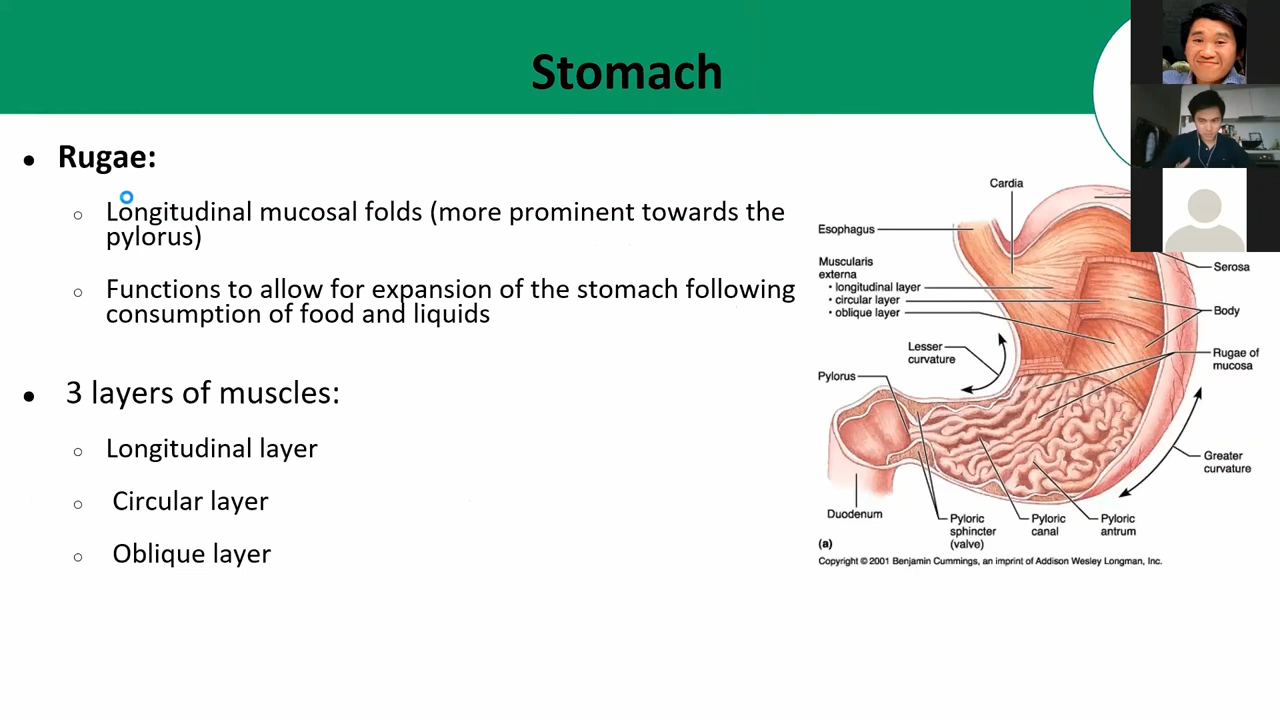 Stomach
● Rugae:
○ Longitudinal mucosal folds (more prominent towards the
pylorus)
○ Functions to allow for expansion of the stomach following
consumption of food and liquids
● 3 layers of muscles:
○ Longitudinal layer
○ Circular layer
○ Oblique layer
Cardia
Esophagus
Muscularis
externa
• longitudinal layer
• circular layer
• oblique layer
Lesser
curvature
Pylorus
Serosa
Body
Rugae of
mucosa
Greater
curvature
Duodenum
Pyloric
sphincter
(valve)
Pyloric
canal
Pyloric
antrum
(a)
Copyright © 2001 Benjamin Cummings, an imprint of Addison Wesley Longman, Inc.